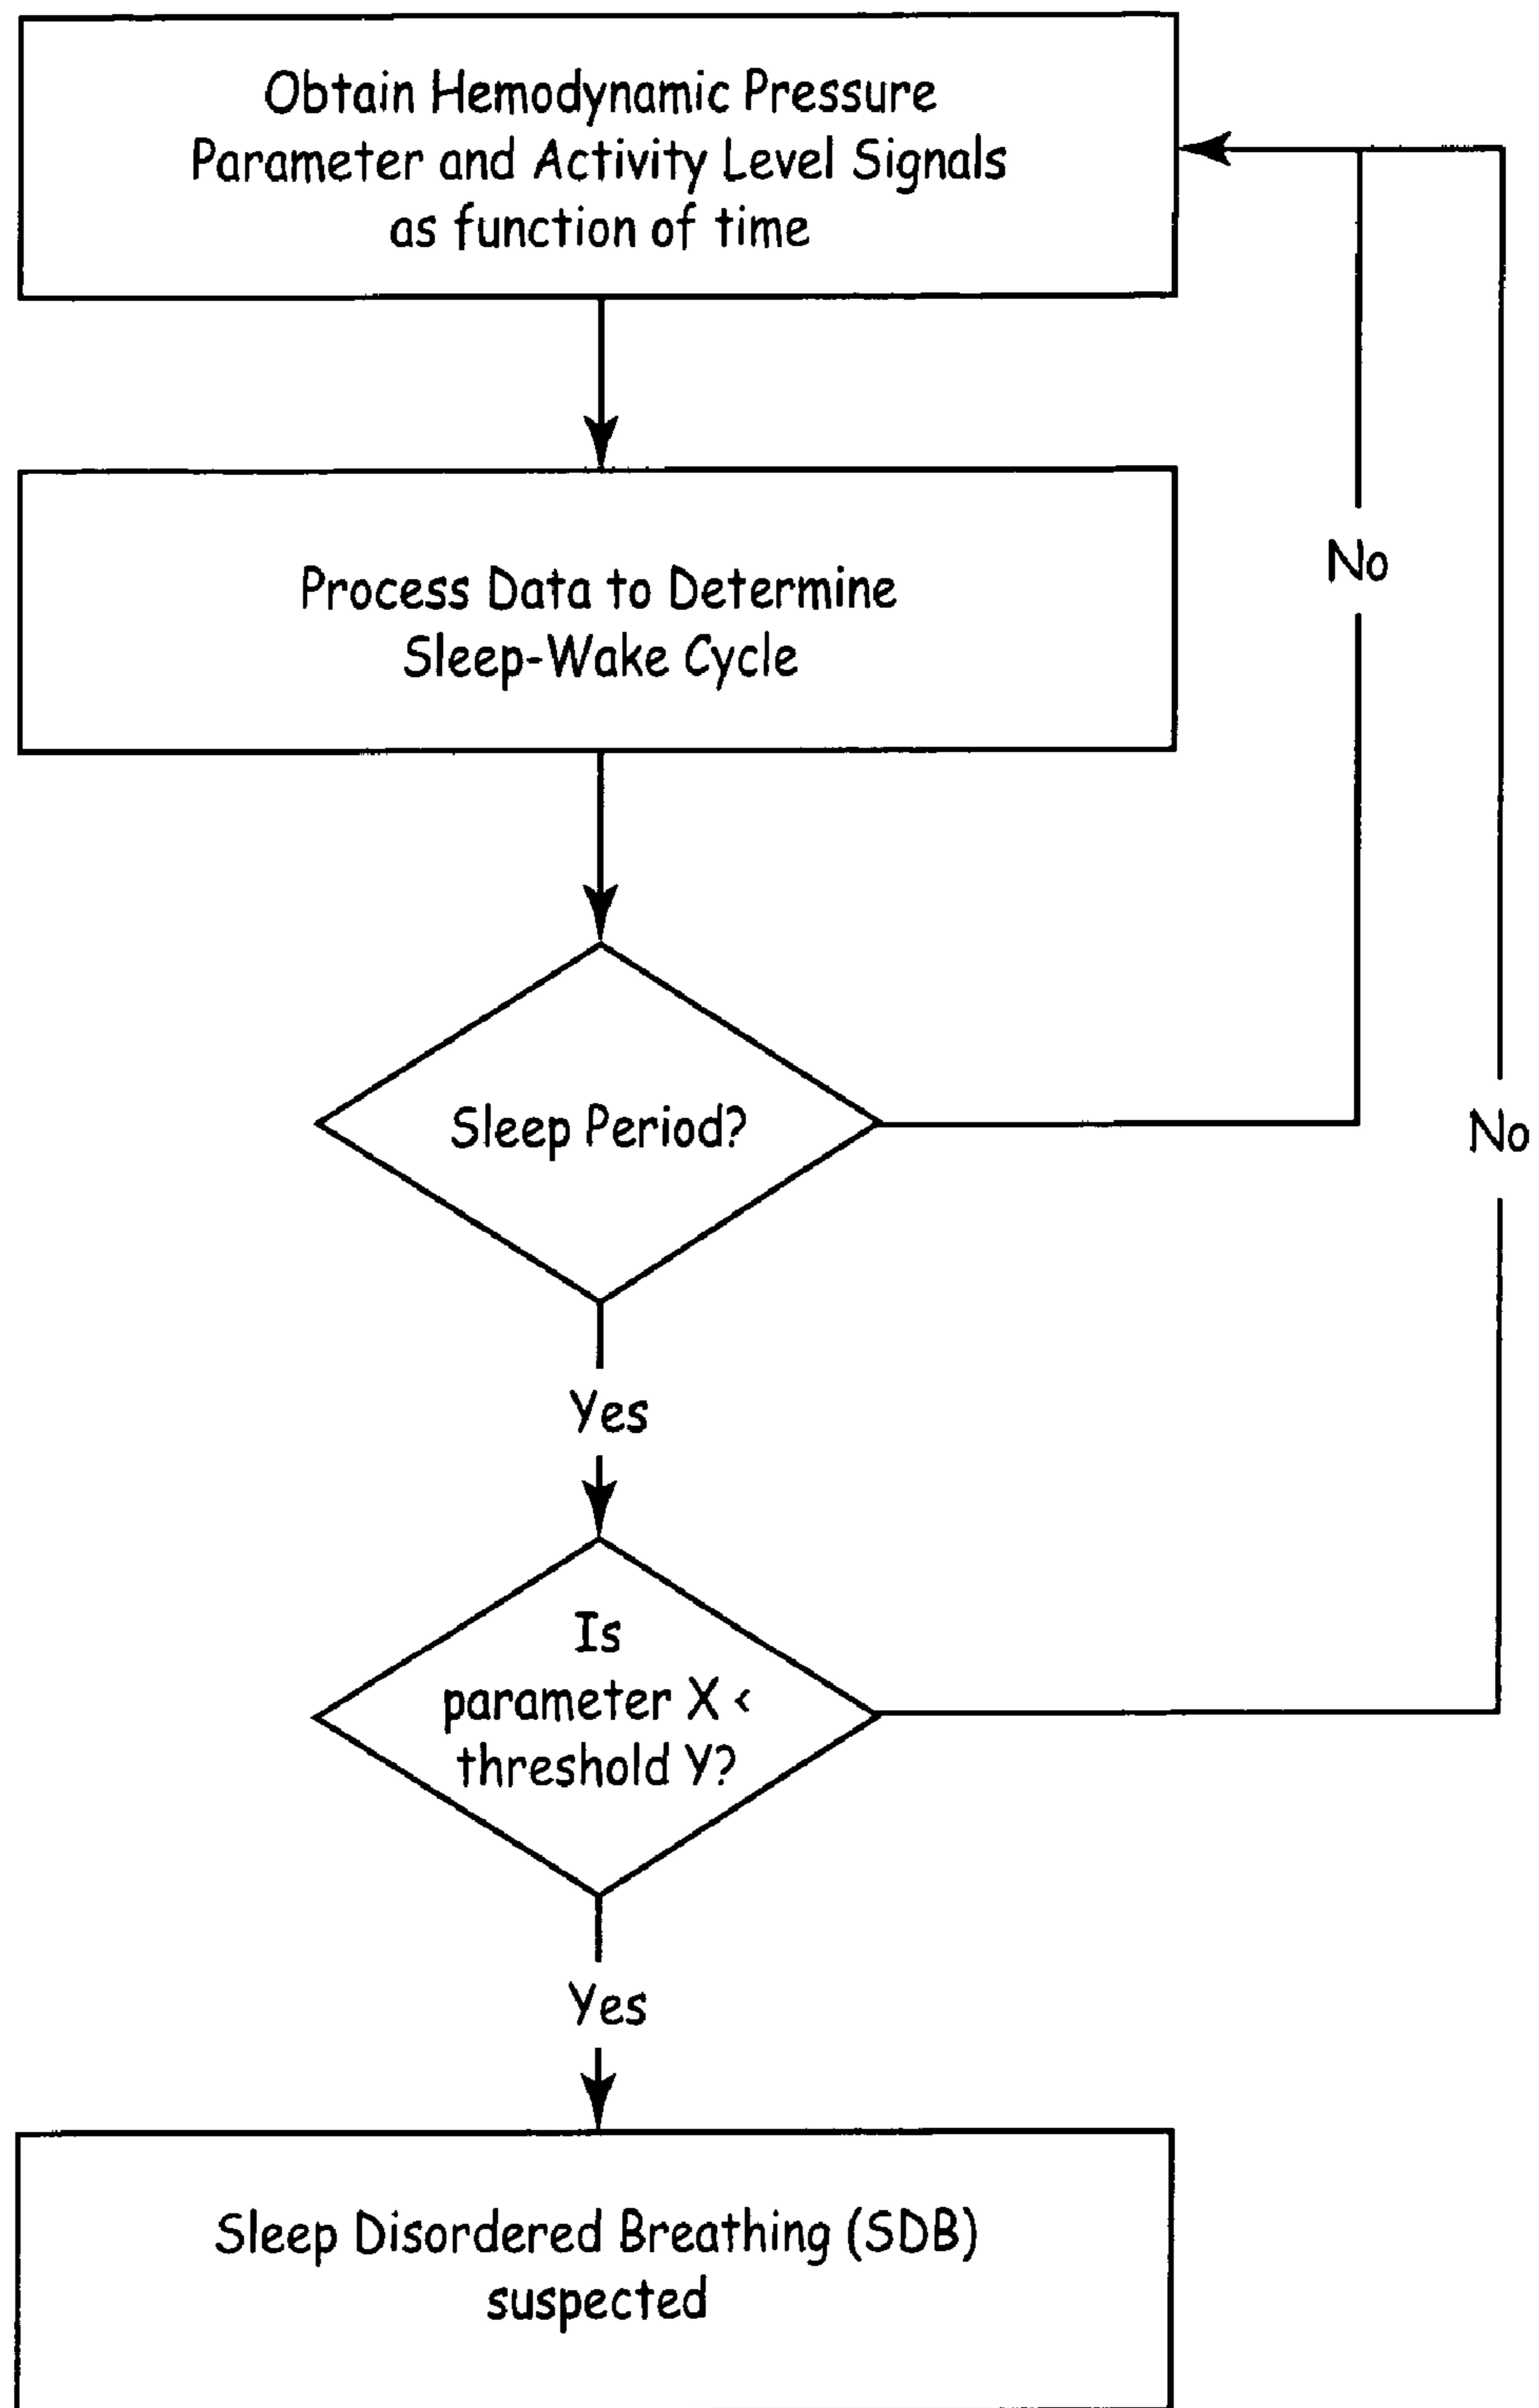 Obtain Hemodynamic Pressure
Parameter and Activity Level Signals
as function of time
Process Data to Determine
Sleep-Wake Cycle
No
Sleep Period?
No
Yes
Is
parameter X <
threshold Y?
Yes
Sleep Disordered Breathing (SDB)
suspected